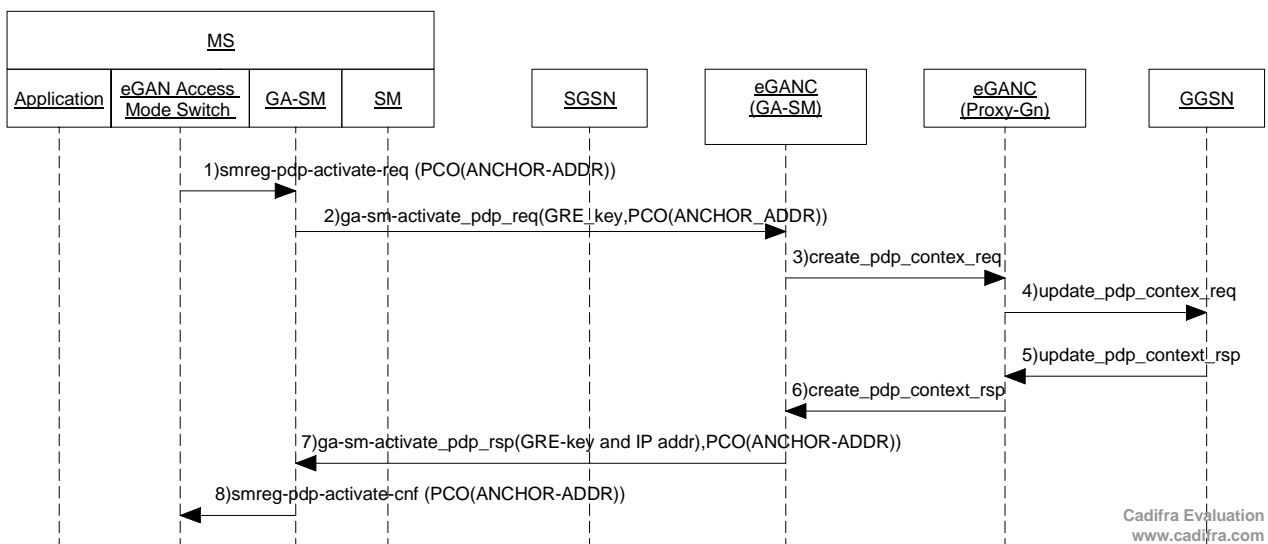 MS
Application
eGAN Access
Mode Switch
GA-SM
SM
SGSN
eGANC
(GA-SM)
eGANC
(Proxy-Gn)
GGSN
1)smreg-pdp-activate-req (PCO(ANCHOR-ADDR))
2)ga-sm-activate_pdp_req(GRE_key,PCO(ANCHOR_ADDR))
3)create_pdp_contex_req
4)update_pdp_contex_req
5)update_pdp_context_rsp
6)create_pdp_context_rsp
7)ga-sm-activate_pdp_rsp(GRE-key and IP addr),PCO(ANCHOR-ADDR))
8)smreg-pdp-activate-cnf (PCO(ANCHOR-ADDR))
Cadifra Evaluation
www.cadifra.com